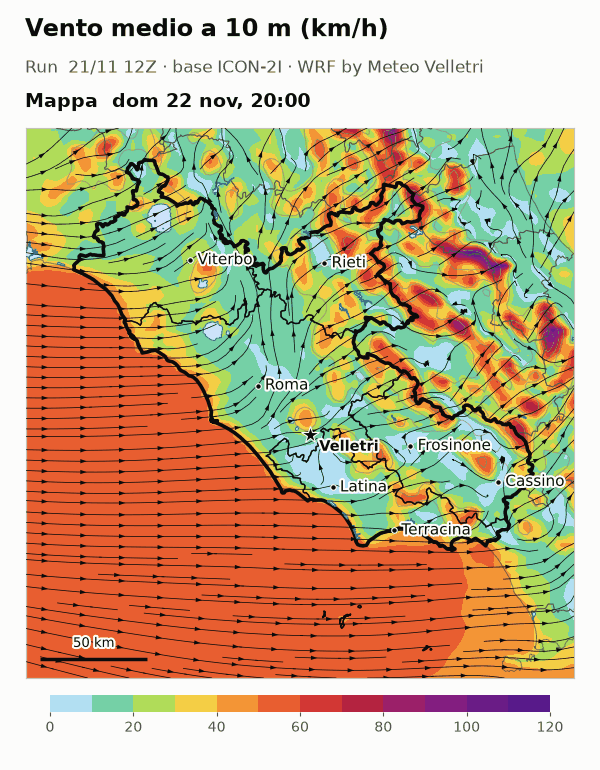 Vento medio a 10 m (km/h)
Run 21/11 12Z · base ICON-2I · WRF by Meteo Velletri
Mappa dom 22 nov, 20:00
Viterbo
Rieti
Roma
Velletri
Frosinone
Latina
Cassino
Terracina
50 km
0 20 40 60 80 100 120